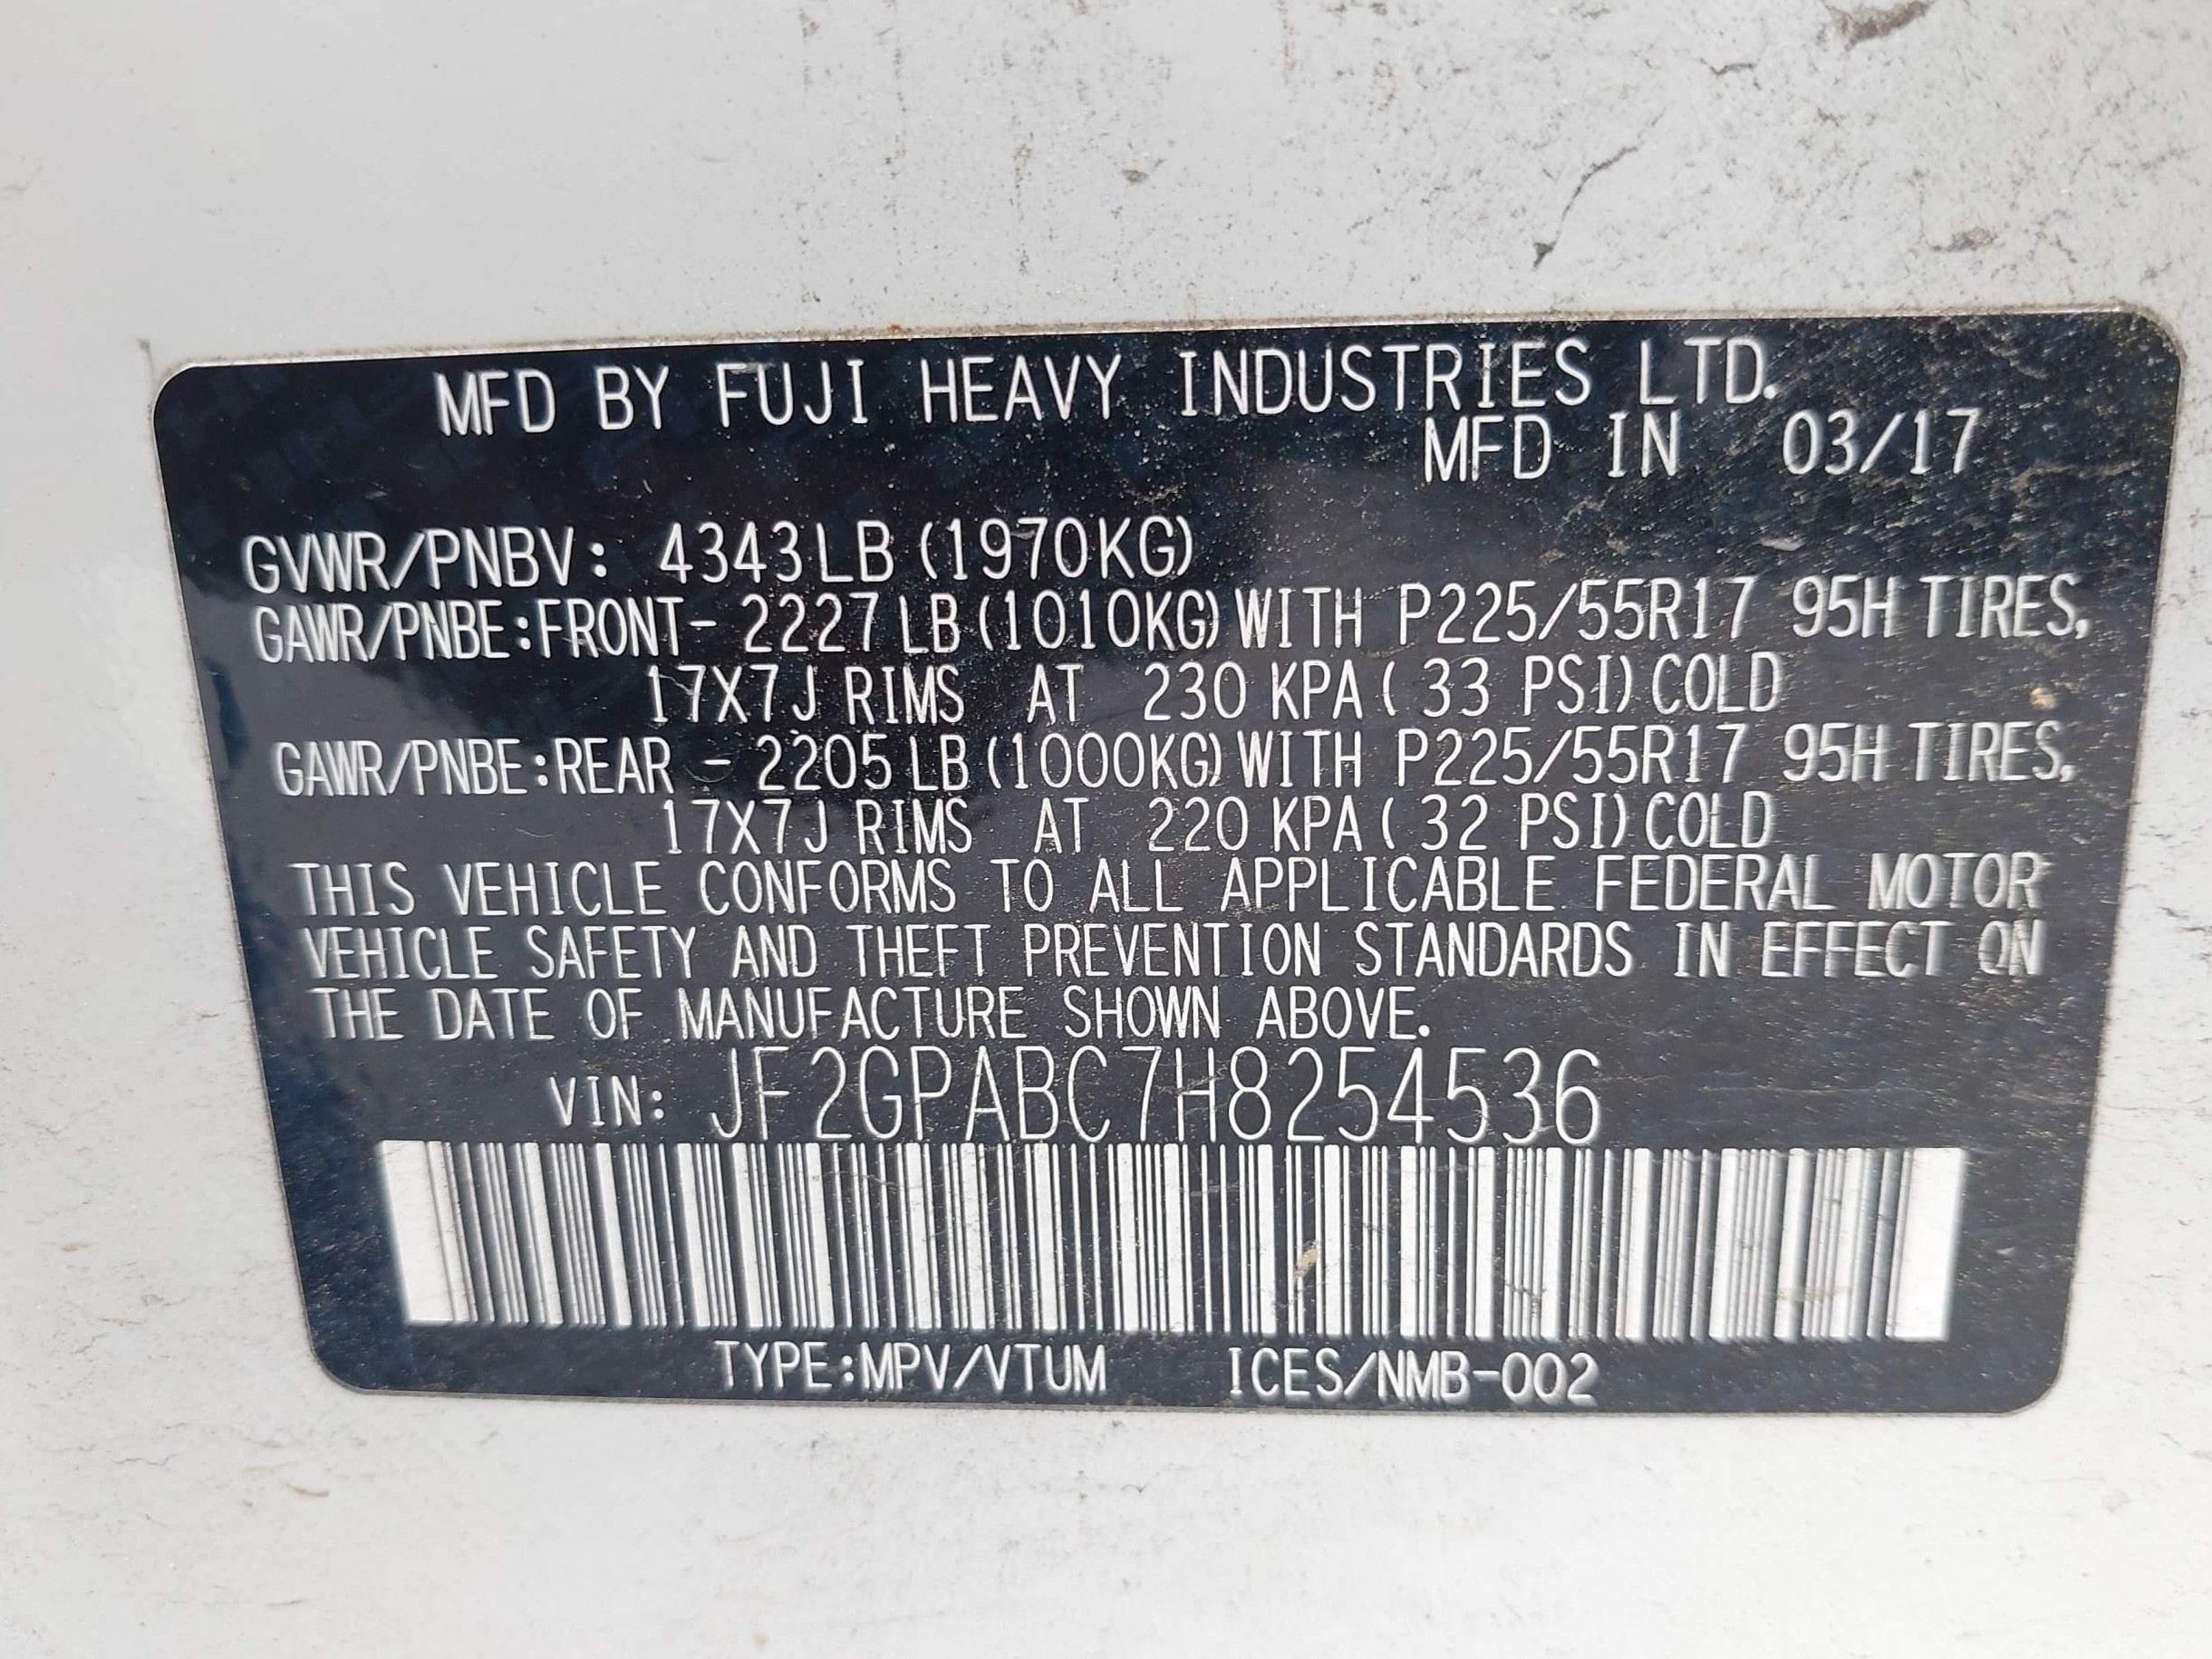 MFD BY FUJI HEAVY INDUSTRIES LTD.
MFD IN 03/17
GVWR/PNBV: 4343LB (1970KG)
GAWR/PNBE:FRONT- 2227 LB (1010KG) WITH P225/55R17 95H TIRES,
17X7J RIMS AT 230 KPA ( 33 PSI) COLD
GAWR/PNBE:REAR - 2205 LB (1000KG) WITH P225/55R17 95H TIRES,
17X7J RIMS AT 220 KPA ( 32 PSI) COLD
THIS VEHICLE CONFORMS TO ALL APPLICABLE FEDERAL MOTOR
VEHICLE SAFETY AND THEFT PREVENTION STANDARDS IN EFFECT ON
THE DATE OF MANUFACTURE SHOWN ABOVE.
VIN: JF2GPABC7H8254536
TYPE:MPV/VTUM ICES/NMB-002